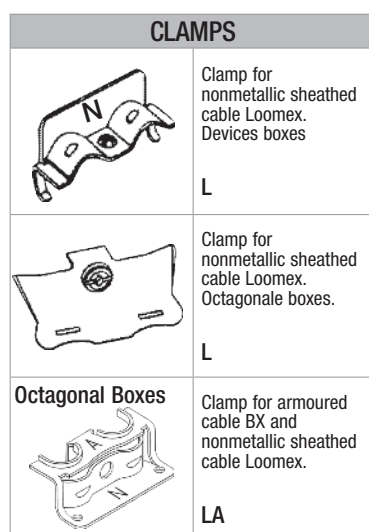 CLAMPS
N
Clamp for
nonmetallic sheathed
cable Loomex.
Devices boxes
L
Clamp for
nonmetallic sheathed
cable Loomex.
Octagonale boxes.
L
Octagonal Boxes
A
N
Clamp for armoured
cable BX and
nonmetallic sheathed
cable Loomex.
LA